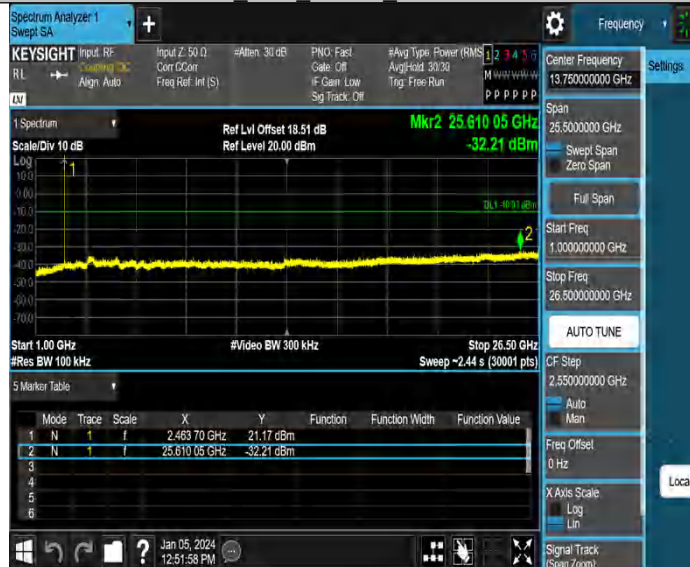 Spectrum Analyzer 1
Swept SA
+
Frequency
KEYSIGHT
RL
Input: RF
Coupling: DC
Align: Auto
Input Z: 50 Ω
Corr CCorr
Freq Ref: Int (S)
#Atten: 30 dB
PNO: Fast
Gate: Off
IF Gain: Low
Sig Track: Off
#Avg Type: Power (RMS
Avg|Hold: 30/30
Trig: Free Run
1 2 3 4 5 6
M W W W W W
P P P P P P
LW
1 Spectrum
Scale/Div 10 dB
Ref Lvl Offset 18.51 dB
Ref Level 20.00 dBm
Mkr2 25.610 05 GHz
-32.21 dBm
Log
10.0
0.00
-10.0
-20.0
-30.0
-40.0
-50.0
-60.0
-70.0
1
2
Start 1.00 GHz
#Res BW 100 kHz
#Video BW 300 kHz
Stop 26.50 GHz
Sweep ~2.44 s (30001 pts)
5 Marker Table
Mode Trace Scale X Y Function Function Width Function Value
1 N 1 f 2.463 70 GHz 21.17 dBm
2 N 1 f 25.610 05 GHz -32.21 dBm
3
4
5
6
?
Jan 05, 2024
12:51:58 PM
Center Frequency
13.750000000 GHz
Settings
Span
25.5000000 GHz
Swept Span
Zero Span
Full Span
Start Freq
1.000000000 GHz
Stop Freq
26.500000000 GHz
AUTO TUNE
CF Step
2.550000000 GHz
Auto
Man
Freq Offset
0 Hz
Loca
X Axis Scale
Log
Lin
Signal Track
(Span Zoom)